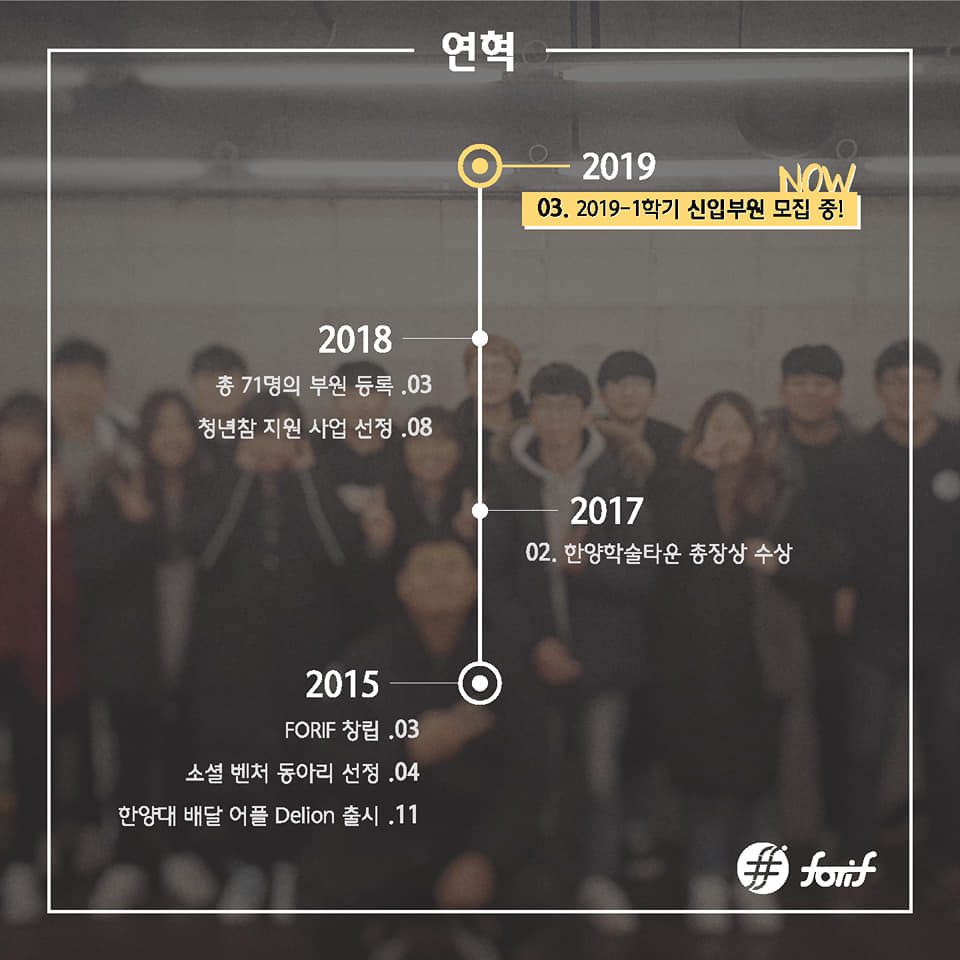 연혁
2019
NOW
03. 2019-1학기 신입부원 모집 중!
2018
총 71명의 부원 등록 .03
청년참 지원 사업 선정 .08
2017
02. 한양학술타운 총장상 수상
2015
FORIF 창립 .03
소셜 벤처 동아리 선정 .04
한양대 배달 어플 Delion 출시 .11
forif